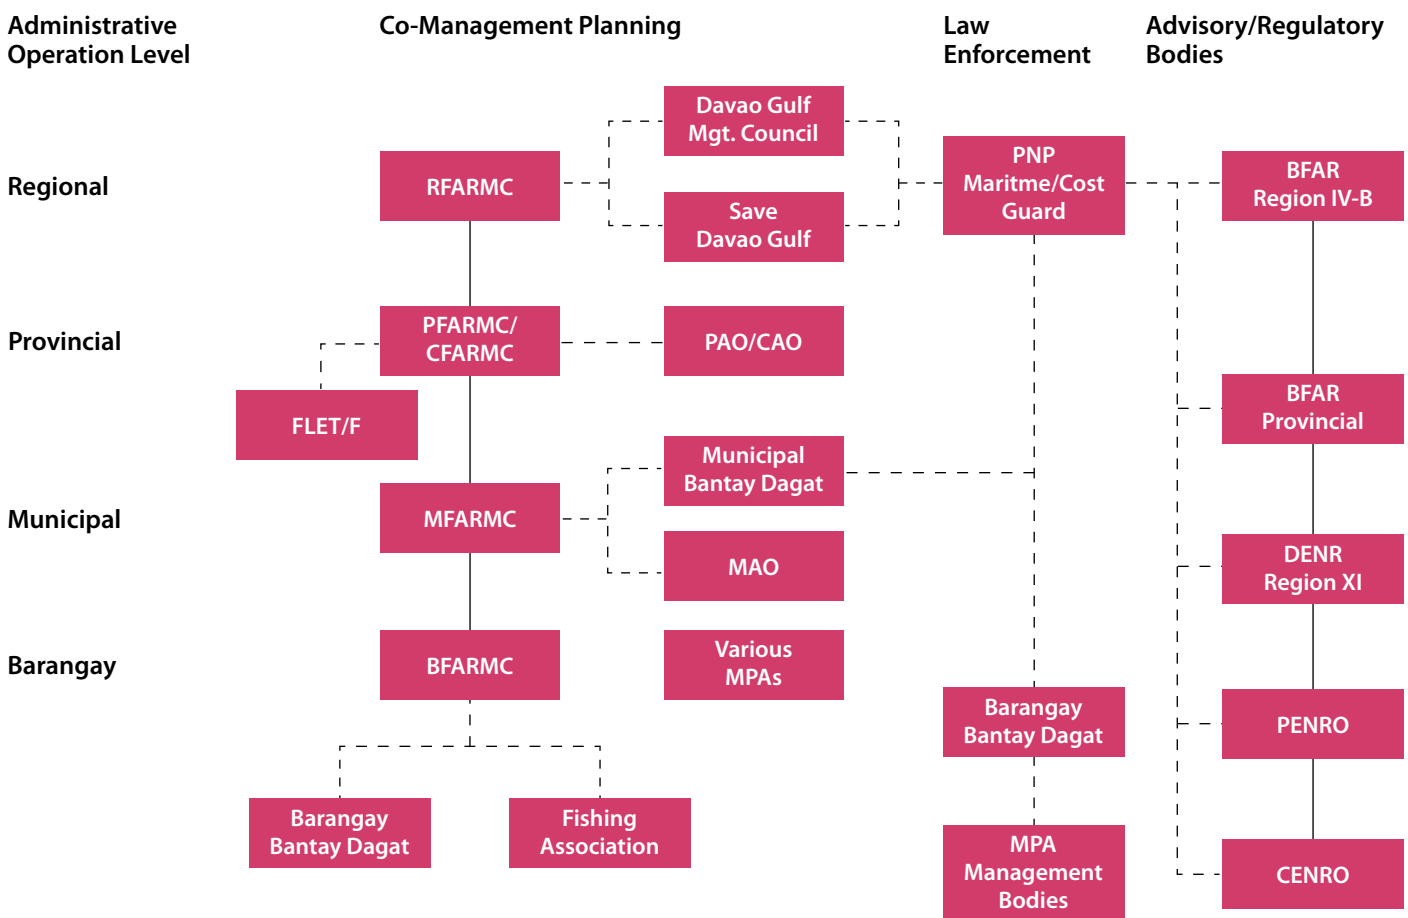 Administrative
Operation Level
Co-Management Planning
Law
Enforcement
Advisory/Regulatory
Bodies
Regional
RFARMC
Davao Gulf
Mgt. Council
Save
Davao Gulf
PNP
Maritme/Cost
Guard
BFAR
Region IV-B
Provincial
PFARMC/
CFARMC
PAO/CAO
FLET/F
BFAR
Provincial
Municipal
MFARMC
Municipal
Bantay Dagat
MAO
DENR
Region XI
Barangay
BFARMC
Various
MPAs
Barangay
Bantay Dagat
PENRO
Barangay
Bantay Dagat
Fishing
Association
MPA
Management
Bodies
CENRO